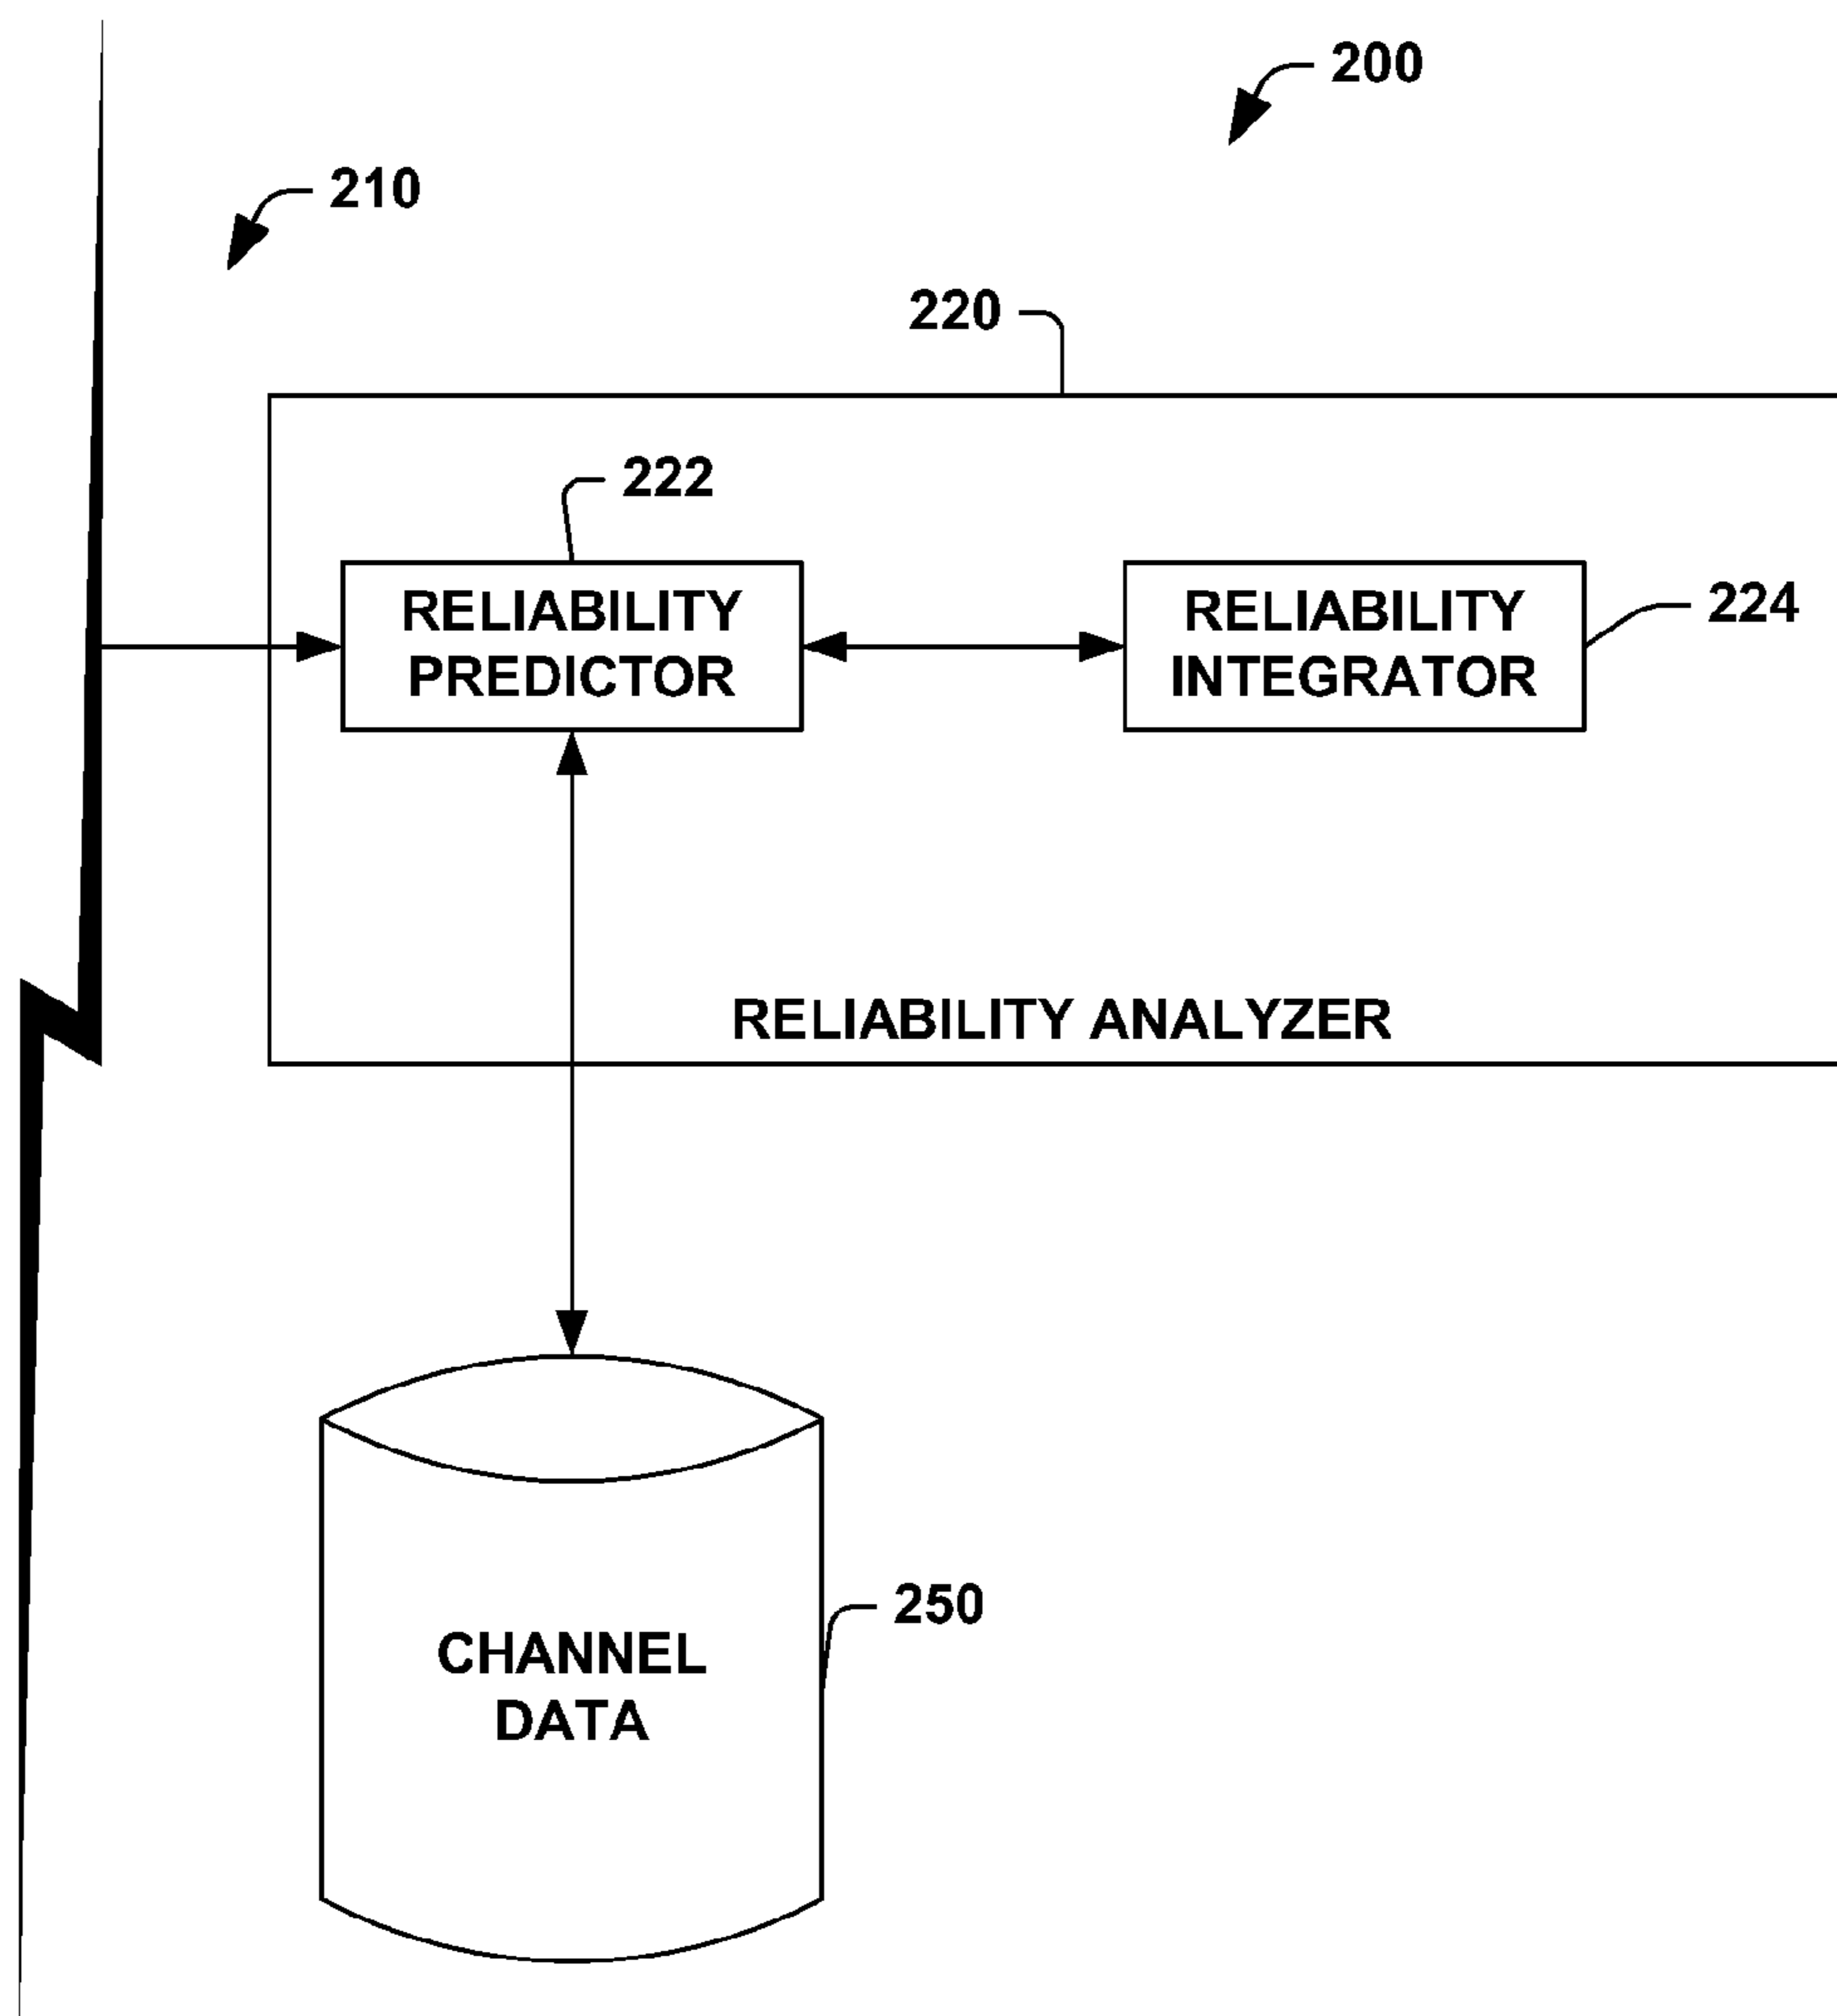 200
210
220
222
RELIABILITY
PREDICTOR
RELIABILITY
INTEGRATOR
224
RELIABILITY ANALYZER
250
CHANNEL
DATA